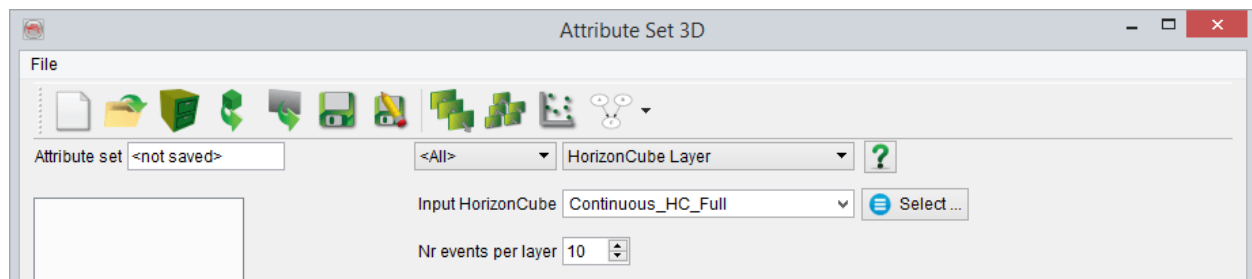 Attribute Set 3D
File
Attribute set <not saved> <All> HorizonCube Layer ?
Input HorizonCube Continuous_HC_Full Select ...
Nr events per layer 10